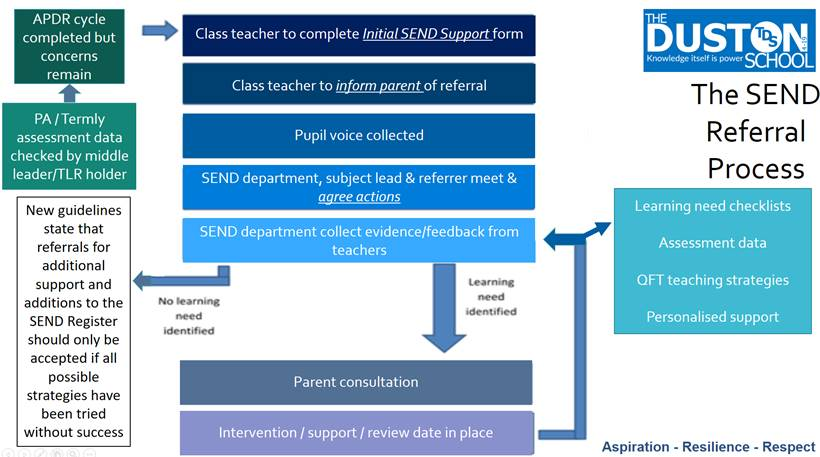 APDR cycle
completed but
concerns
remain
PA / Termly
assessment data
checked by middle
leader/TLR holder
New guidelines
state that
referrals for
additional
support and
additions to the
SEND Register
should only be
accepted if all
possible
strategies have
been tried
without success
Class teacher to complete Initial SEND Support form
Class teacher to inform parent of referral
Pupil voice collected
SEND department, subject lead & referrer meet &
agree actions
SEND department collect evidence/feedback from
teachers
No learning
need
identified
Learning
need
identified
Parent consultation
Intervention / support / review date in place
THE
DUSTON
TDS
4-19
SCHOOL
Knowledge itself is power
The SEND
Referral
Process
Learning need checklists
Assessment data
QFT teaching strategies
Personalised support
Aspiration - Resilience - Respect